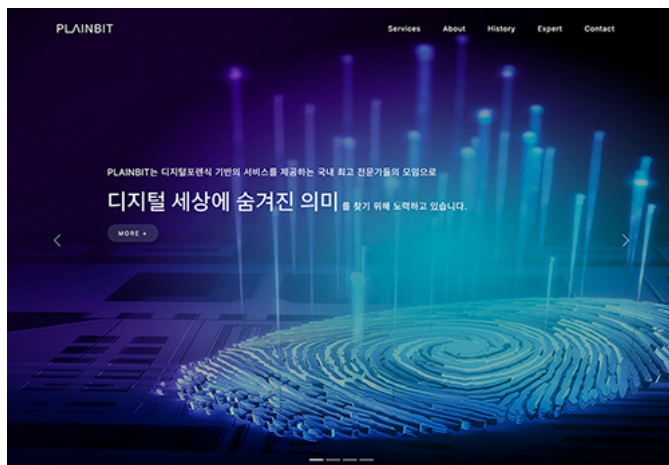 PLAINBIT
Services About History Expert Contact
PLAINBIT는 디지털포렌식 기반의 서비스를 제공하는 국내 최고 전문가들의 모임으로
디지털 세상에 숨겨진 의미 를 찾기 위해 노력하고 있습니다.
MORE +